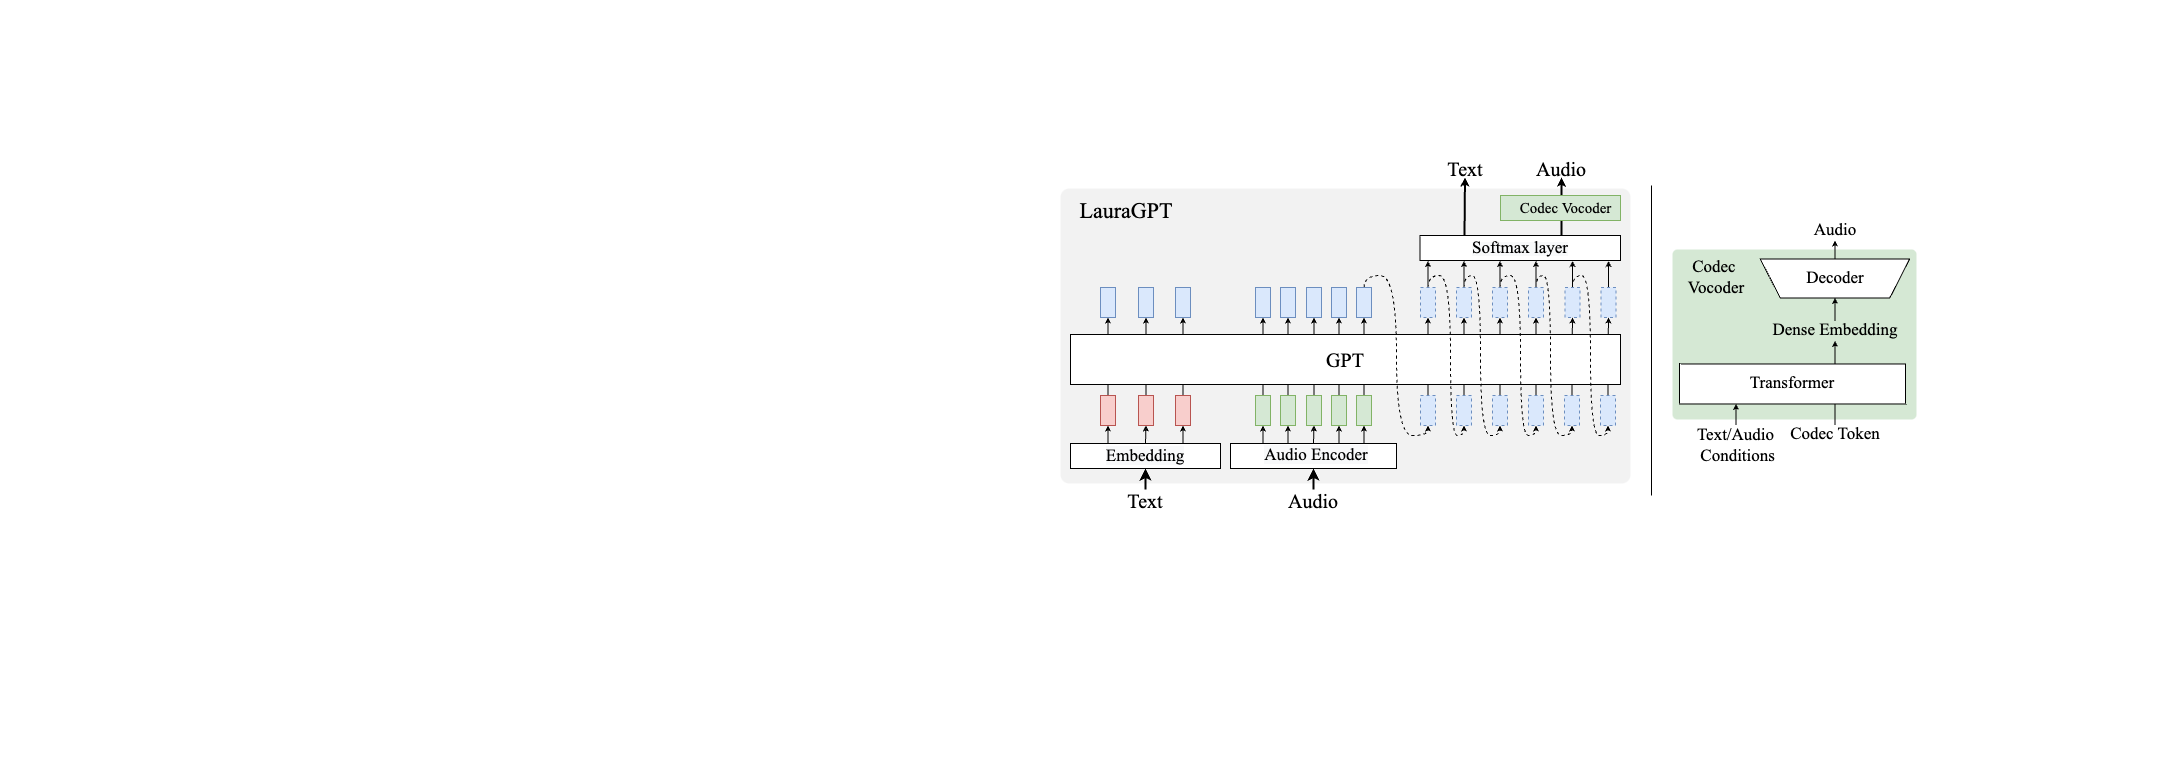 Text
Audio
LauraGPT
Codec Vocoder
Softmax layer
GPT
Embedding
Audio Encoder
Text
Audio
Audio
Codec
Vocoder
Decoder
Dense Embedding
Transformer
Text/Audio
Conditions
Codec Token